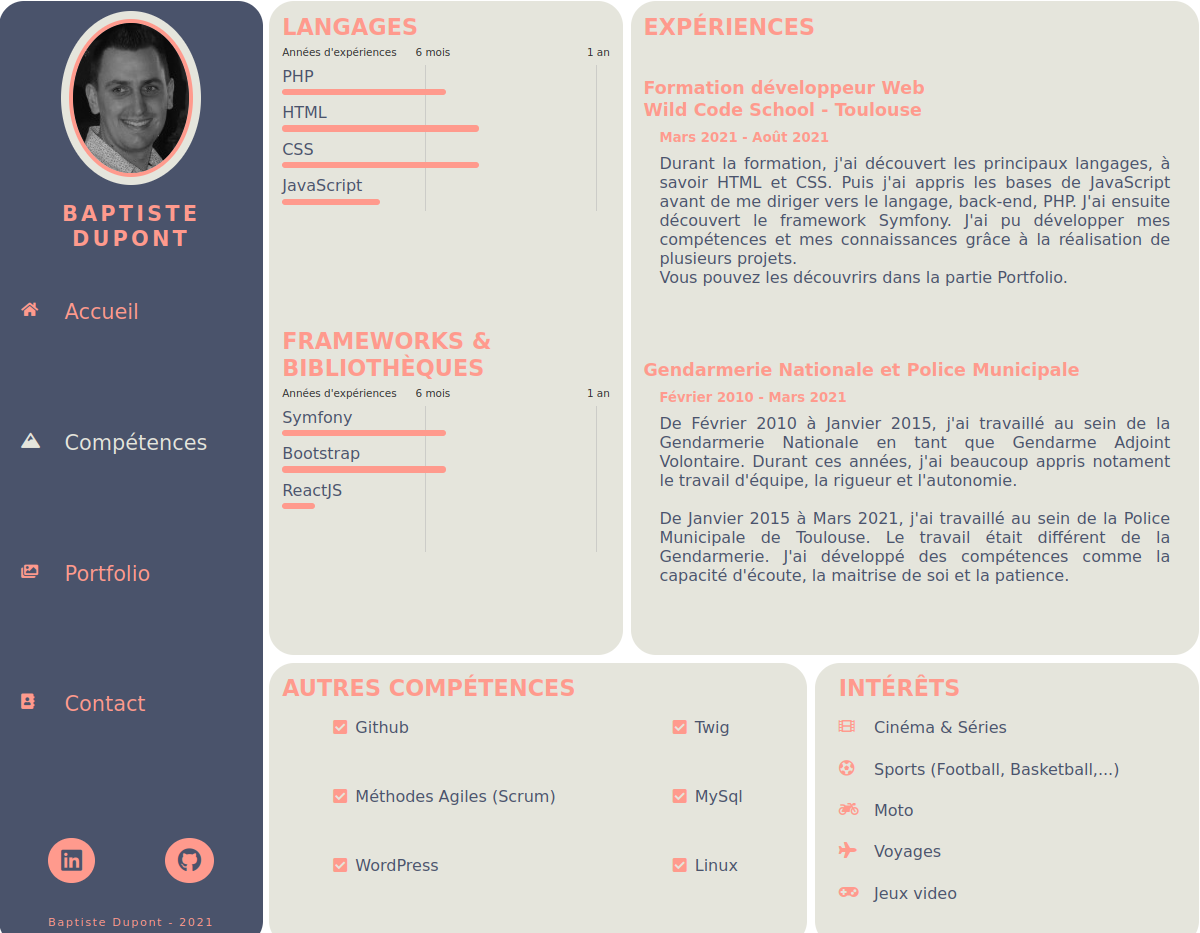 BAPTISTE
DUPONT
Accueil
Compétences
Portfolio
Contact
Baptiste Dupont - 2021
LANGAGES
Années d'expériences 6 mois 1 an
PHP
HTML
CSS
JavaScript
FRAMEWORKS &
BIBLIOTHÈQUES
Années d'expériences 6 mois 1 an
Symfony
Bootstrap
ReactJS
EXPÉRIENCES
Formation développeur Web
Wild Code School - Toulouse
Mars 2021 - Août 2021
Durant la formation, j'ai découvert les principaux langages, à
savoir HTML et CSS. Puis j'ai appris les bases de JavaScript
avant de me diriger vers le langage, back-end, PHP. J'ai ensuite
découvert le framework Symfony. J'ai pu développer mes
compétences et mes connaissances grâce à la réalisation de
plusieurs projets.
Vous pouvez les découvrirs dans la partie Portfolio.
Gendarmerie Nationale et Police Municipale
Février 2010 - Mars 2021
De Février 2010 à Janvier 2015, j'ai travaillé au sein de la
Gendarmerie Nationale en tant que Gendarme Adjoint
Volontaire. Durant ces années, j'ai beaucoup appris notament
le travail d'équipe, la rigueur et l'autonomie.
De Janvier 2015 à Mars 2021, j'ai travaillé au sein de la Police
Municipale de Toulouse. Le travail était différent de la
Gendarmerie. J'ai développé des compétences comme la
capacité d'écoute, la maitrise de soi et la patience.
AUTRES COMPÉTENCES
Github Twig
Méthodes Agiles (Scrum) MySql
WordPress Linux
INTÉRÊTS
Cinéma & Séries
Sports (Football, Basketball,...)
Moto
Voyages
Jeux video